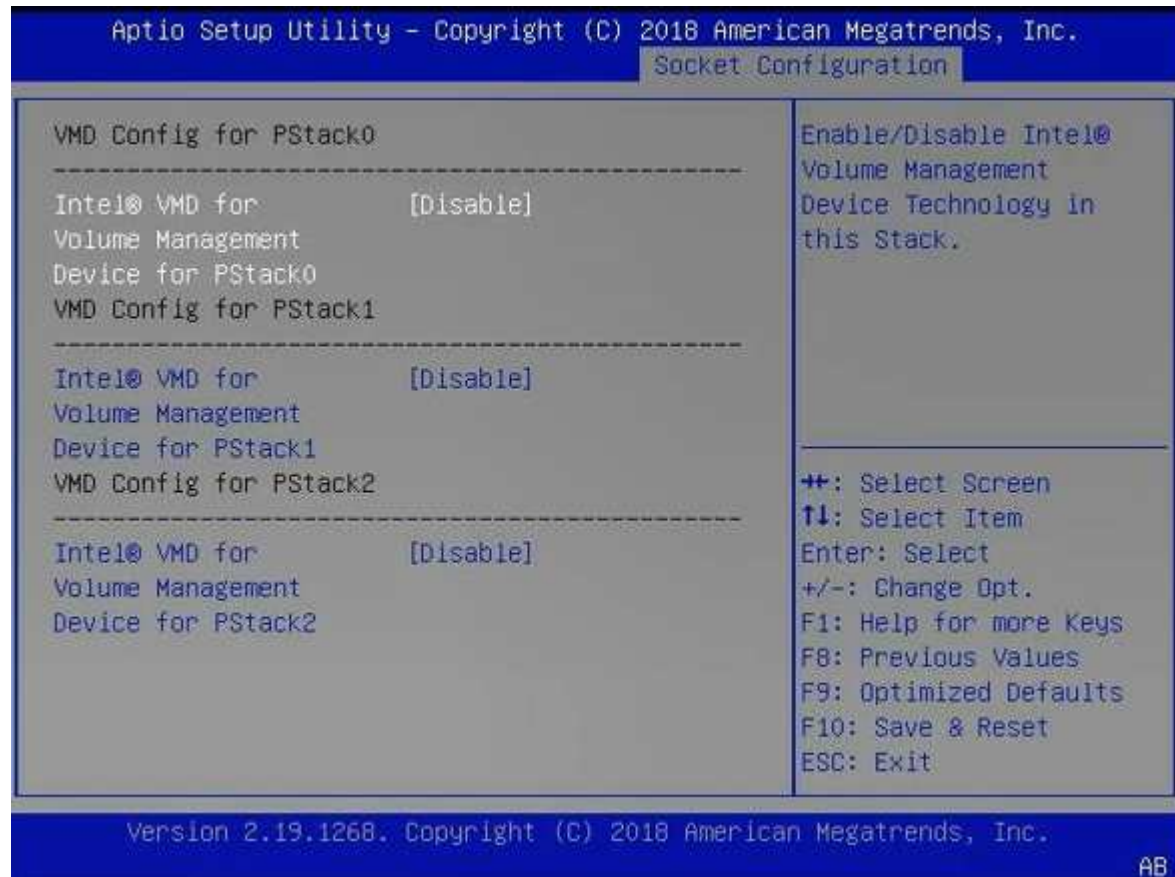 Aptio Setup Utility – Copyright (C) 2018 American Megatrends, Inc.
Socket Configuration
VMD Config for PStack0
------------------------------------------------
Intel® VMD for [Disable]
Volume Management
Device for PStack0
VMD Config for PStack1
------------------------------------------------
Intel® VMD for [Disable]
Volume Management
Device for PStack1
VMD Config for PStack2
------------------------------------------------
Intel® VMD for [Disable]
Volume Management
Device for PStack2
Enable/Disable Intel®
Volume Management
Device Technology in
this Stack.
→←: Select Screen
↑↓: Select Item
Enter: Select
+/-: Change Opt.
F1: Help for more Keys
F8: Previous Values
F9: Optimized Defaults
F10: Save & Reset
ESC: Exit
Version 2.19.1268. Copyright (C) 2018 American Megatrends, Inc.
AB